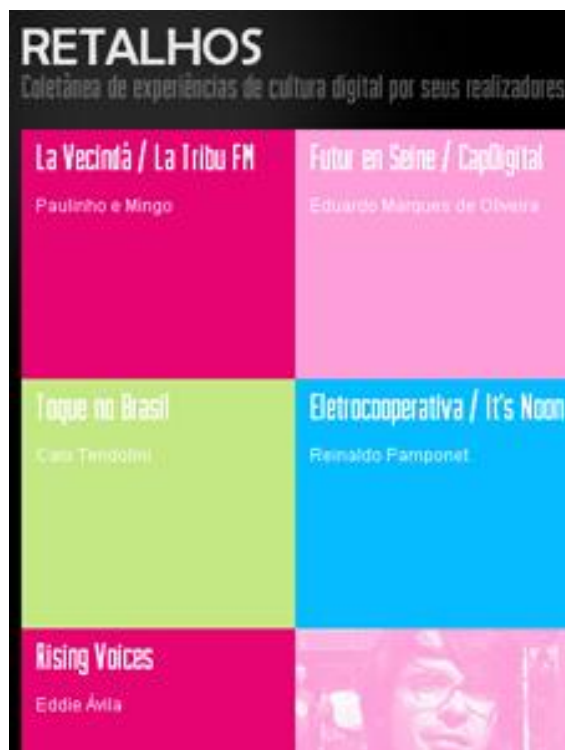 RETALHOS
Coletânea de experiências de cultura digital por seus realizadores
La Vecindá / La Tribu FM
Paulinho e Mingo
Futur en Seine / CapDigital
Eduardo Marques de Oliveira
Toque no Brasil
Caio Tendolini
Eletrocooperativa / It's Noon
Reinaldo Pamponet
Rising Voices
Eddie Ávila